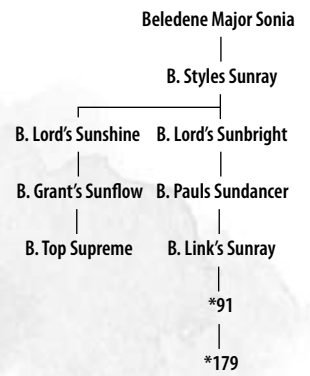 Beledene Major Sonia
B. Styles Sunray
B. Lord's Sunshine B. Lord's Sunbright
B. Grant's Sunflow B. Pauls Sundancer
B. Top Supreme B. Link's Sunray
*91
*179